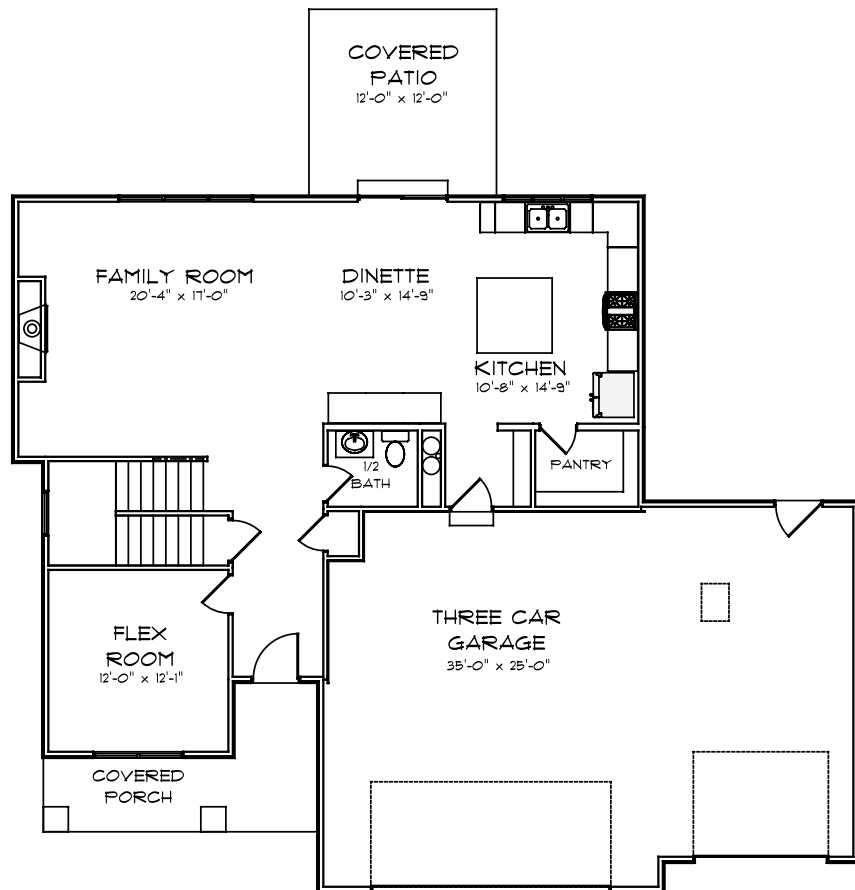 COVERED
PATIO
12'-0" x 12'-0"
FAMILY ROOM
20'-4" x 17'-0"
DINETTE
10'-3" x 14'-9"
KITCHEN
10'-8" x 14'-9"
1/2
BATH
PANTRY
FLEX
ROOM
12'-0" x 12'-1"
THREE CAR
GARAGE
35'-0" x 25'-0"
COVERED
PORCH